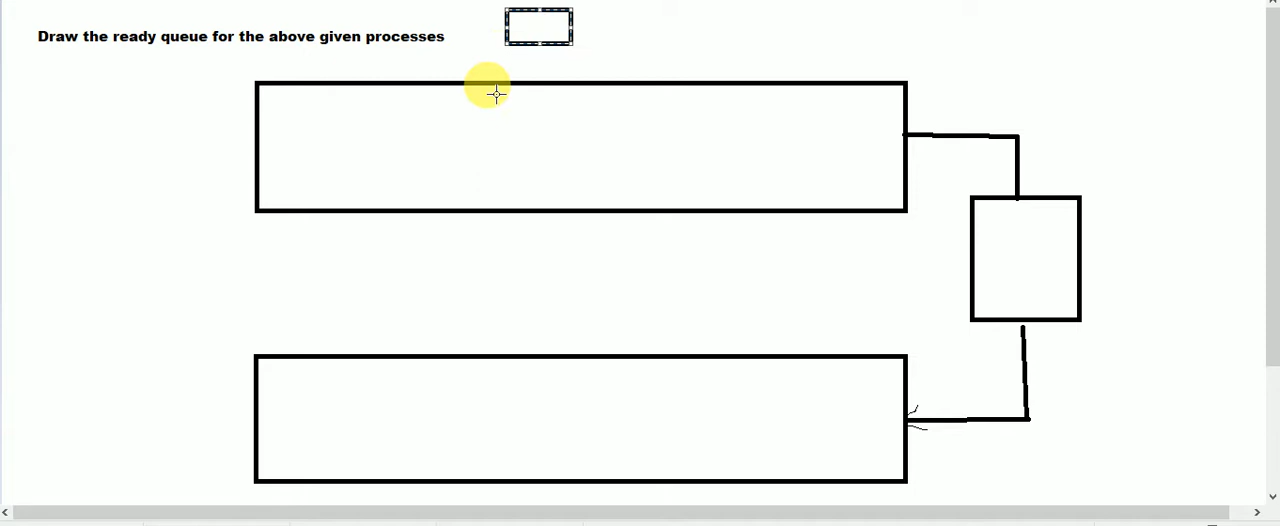 Draw the ready queue for the above given processes